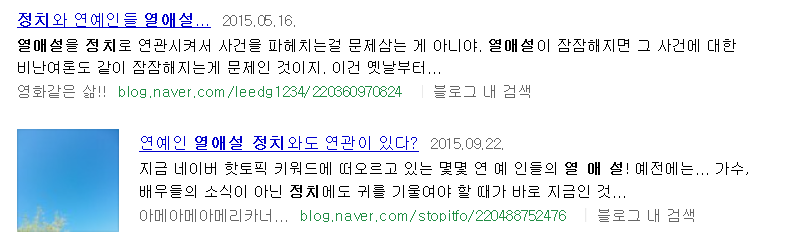 정치와 연예인들 열애설... 2015.05.16.
열애설을 정치로 연관시켜서 사건을 파헤치는걸 문제삼는 게 아니야. 열애설이 잠잠해지면 그 사건에 대한
비난여론도 같이 잠잠해지는게 문제인 것이지. 이건 옛날부터...
영화같은 삶!! blog.naver.com/leedg1234/220360970824 | 블로그 내 검색
연예인 열애설 정치와도 연관이 있다? 2015.09.22.
지금 네이버 핫토픽 키워드에 떠오르고 있는 몇몇 연 예 인들의 열 애 설! 예전에는... 가수,
배우들의 소식이 아닌 정치에도 귀를 기울여야 할 때가 바로 지금인 것...
아메아메아메리카너... blog.naver.com/stopitfo/220488752476 | 블로그 내 검색